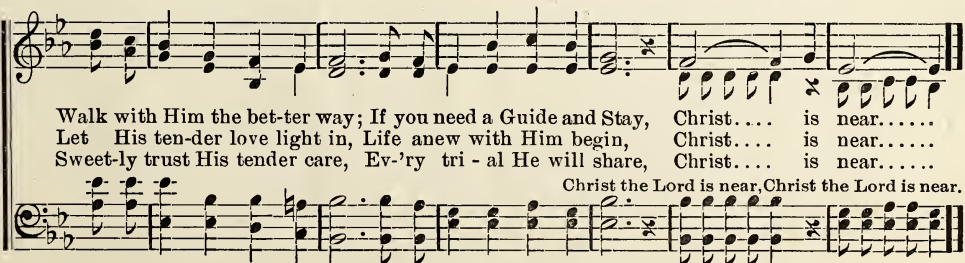 Walk with Him the bet-ter way; If you need a Guide and Stay, Christ.... is near......
Let His ten-der love light in, Life anew with Him begin, Christ.... is near......
Sweet-ly trust His tender care, Ev-'ry tri - al He will share, Christ.... is near......
Christ the Lord is near, Christ the Lord is near.